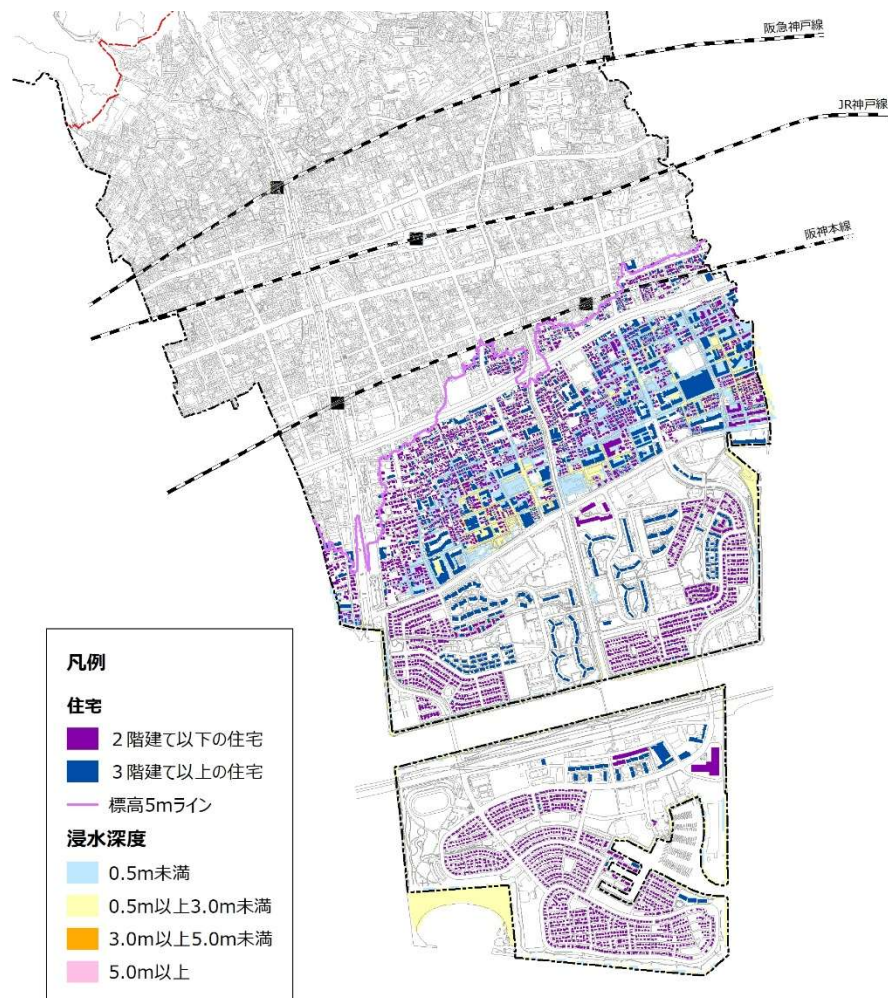 阪急神戸線
JR神戸線
阪神本線
凡例
住宅
２階建て以下の住宅
３階建て以上の住宅
標高5mライン
浸水深度
0.5m未満
0.5m以上3.0m未満
3.0m以上5.0m未満
5.0m以上